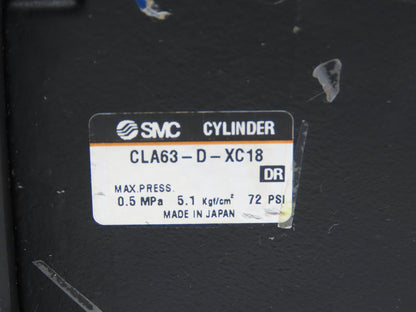 SMC CYLINDER
CLA63-D-XC18
DR
MAX.PRESS.
0.5 MPa 5.1 Kgf/cm² 72 PSI
MADE IN JAPAN